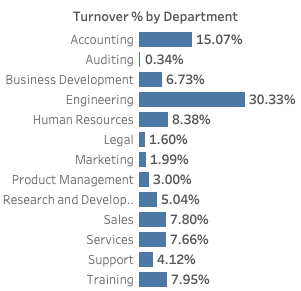 Turnover % by Department
Accounting 15.07%
Auditing 0.34%
Business Development 6.73%
Engineering 30.33%
Human Resources 8.38%
Legal 1.60%
Marketing 1.99%
Product Management 3.00%
Research and Develop.. 5.04%
Sales 7.80%
Services 7.66%
Support 4.12%
Training 7.95%